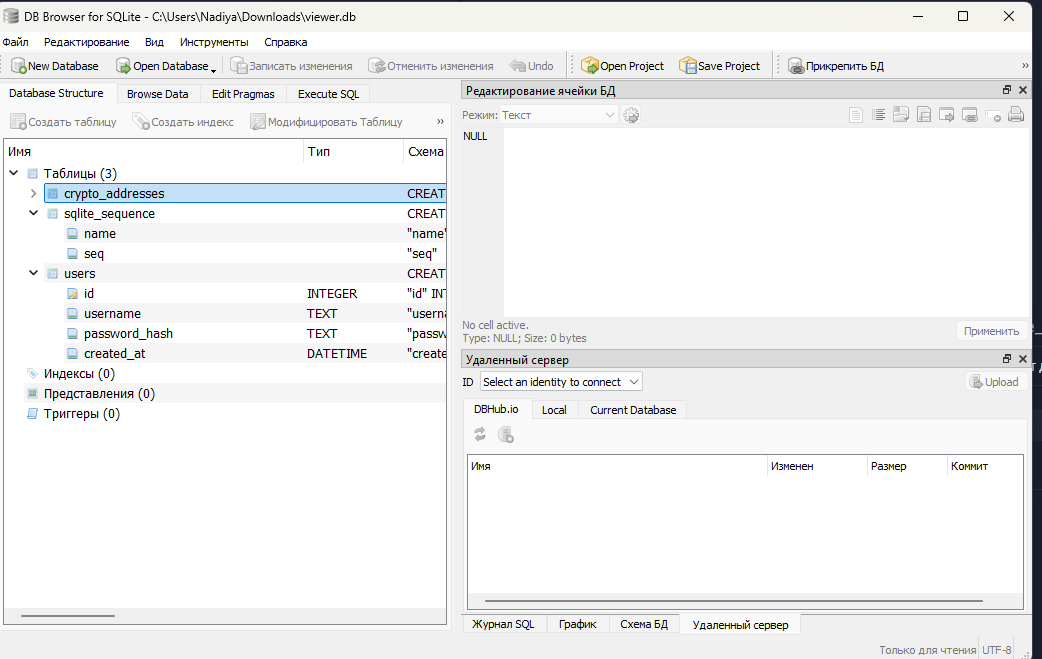 DB Browser for SQLite - C:\Users\Nadiya\Downloads\viewer.db
Файл Редактирование Вид Инструменты Справка
New Database Open Database Записать изменения Отменить изменения Undo Open Project Save Project Прикрепить БД »
Database Structure Browse Data Edit Pragmas Execute SQL
Создать таблицу Создать индекс Модифицировать Таблицу »
Имя Тип Схема
Таблицы (3)
crypto_addresses CREAT
sqlite_sequence CREAT
name "name"
seq "seq"
users CREAT
id INTEGER "id" INT
username TEXT "userna
password_hash TEXT "passw
created_at DATETIME "create
Индексы (0)
Представления (0)
Триггеры (0)
Редактирование ячейки БД
Режим: Текст
NULL
No cell active.
Type: NULL; Size: 0 bytes
Применить
Удаленный сервер
ID Select an identity to connect Upload
DBHub.io Local Current Database
Имя Изменен Размер Коммит
Журнал SQL График Схема БД Удаленный сервер
Только для чтения UTF-8